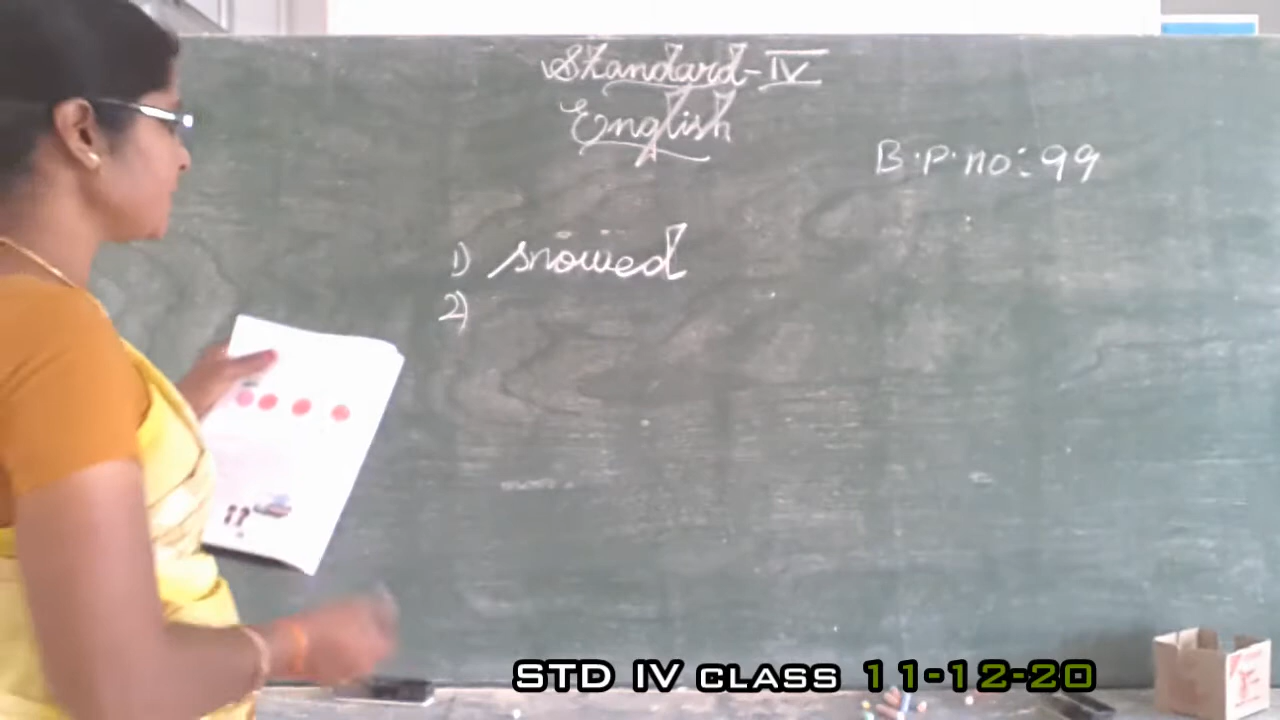 Standard-IV
English
B.P.no: 99
1) snowed
2)
STD IV CLASS 11-12-20